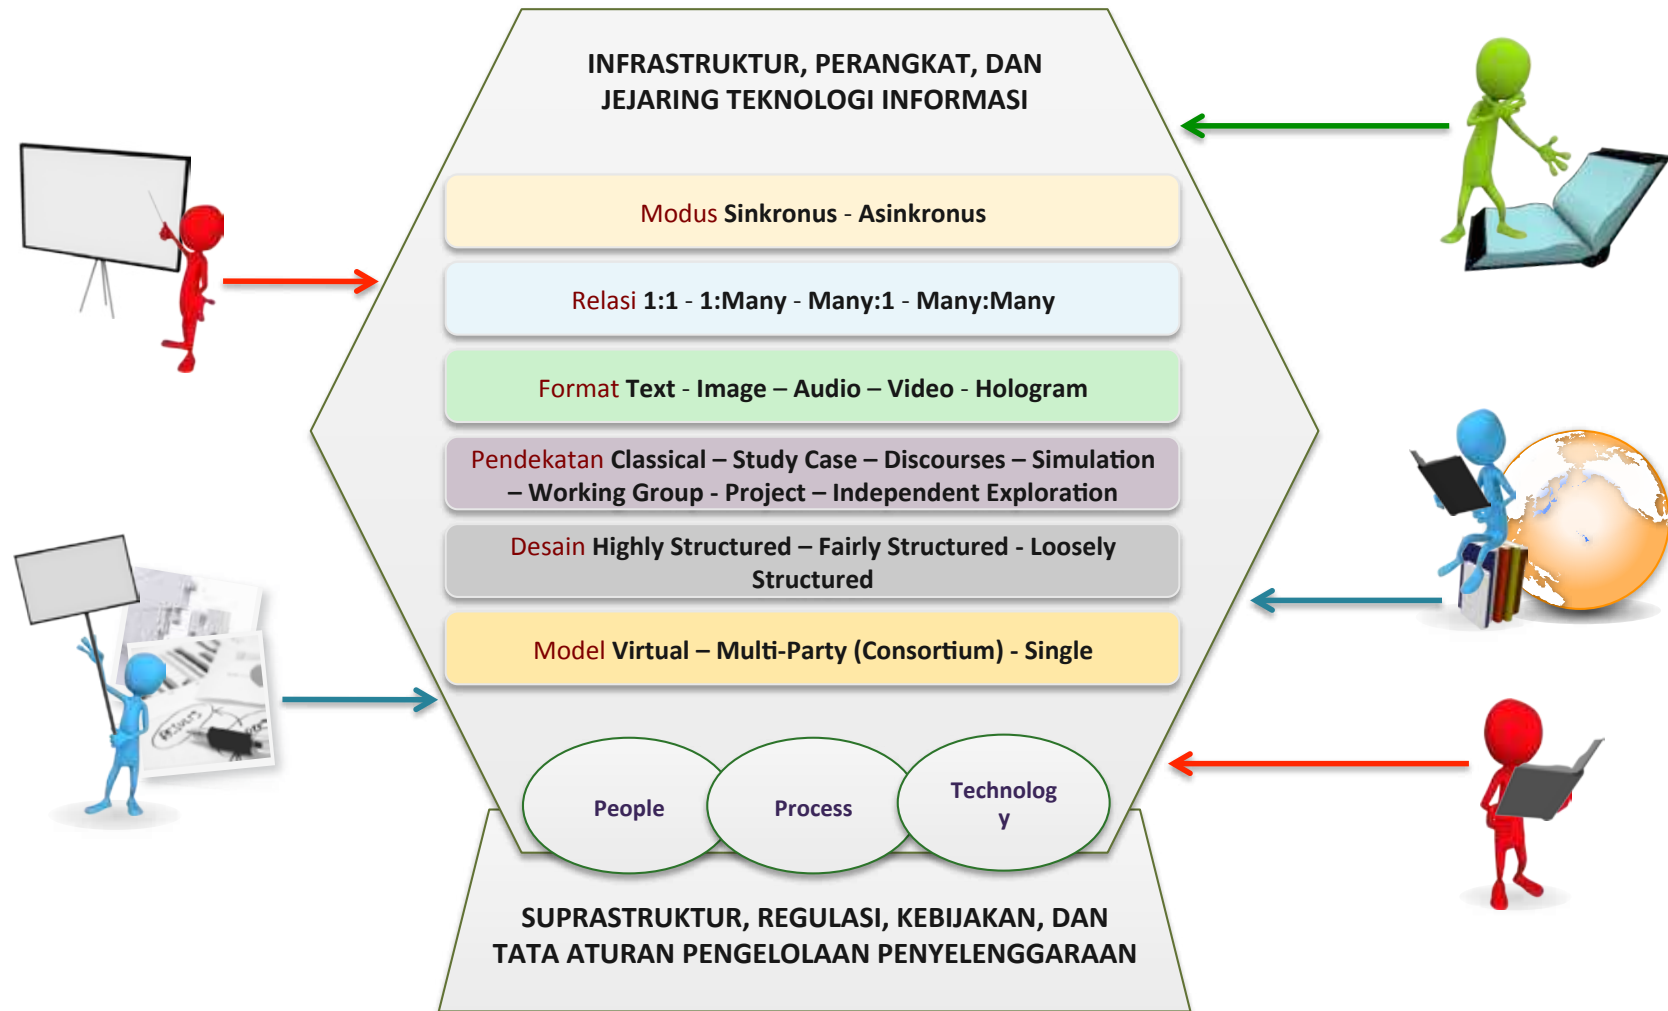 INFRASTRUKTUR, PERANGKAT, DAN
JEJARING TEKNOLOGI INFORMASI
Modus Sinkronus - Asinkronus
Relasi 1:1 - 1:Many - Many:1 - Many:Many
Format Text - Image – Audio – Video - Hologram
Pendekatan Classical – Study Case – Discourses – Simulation
– Working Group - Project – Independent Exploration
Desain Highly Structured – Fairly Structured - Loosely
Structured
Model Virtual – Multi-Party (Consortium) - Single
RESULTS
People
Process
Technolog
y
SUPRASTRUKTUR, REGULASI, KEBIJAKAN, DAN
TATA ATURAN PENGELOLAAN PENYELENGGARAAN